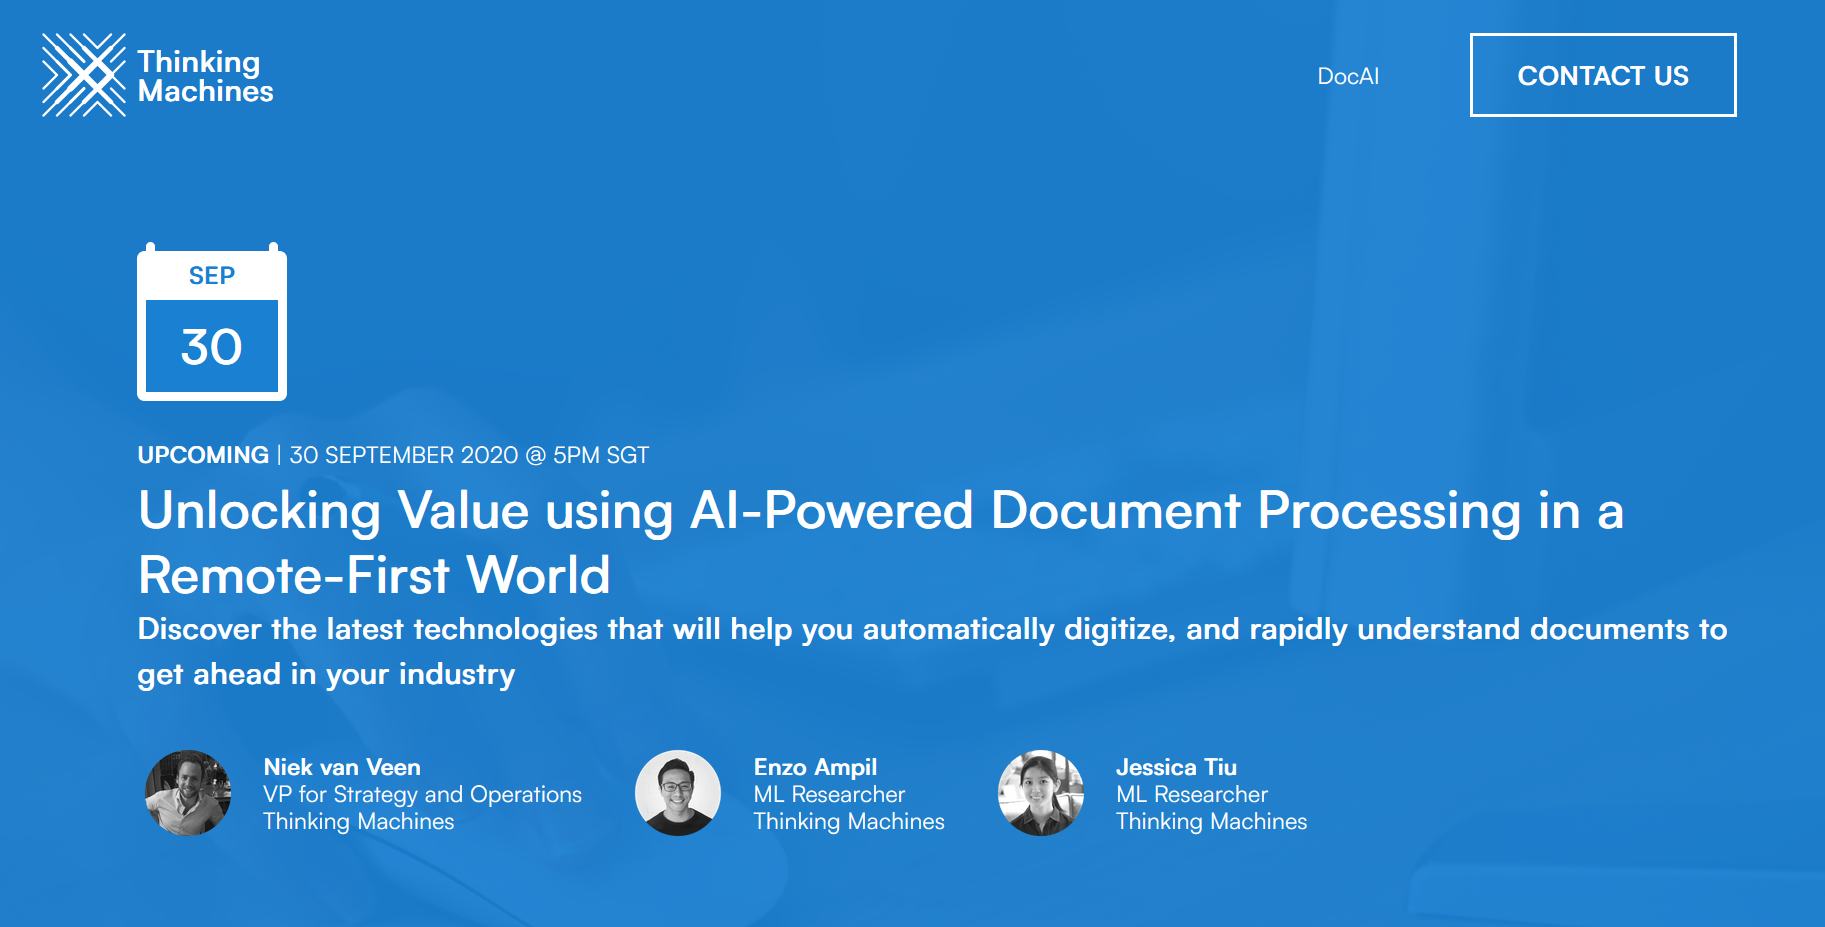 Thinking
Machines
DocAI
CONTACT US
SEP
30
UPCOMING | 30 SEPTEMBER 2020 @ 5PM SGT
Unlocking Value using AI-Powered Document Processing in a
Remote-First World
Discover the latest technologies that will help you automatically digitize, and rapidly understand documents to
get ahead in your industry
Niek van Veen
VP for Strategy and Operations
Thinking Machines
Enzo Ampil
ML Researcher
Thinking Machines
Jessica Tiu
ML Researcher
Thinking Machines